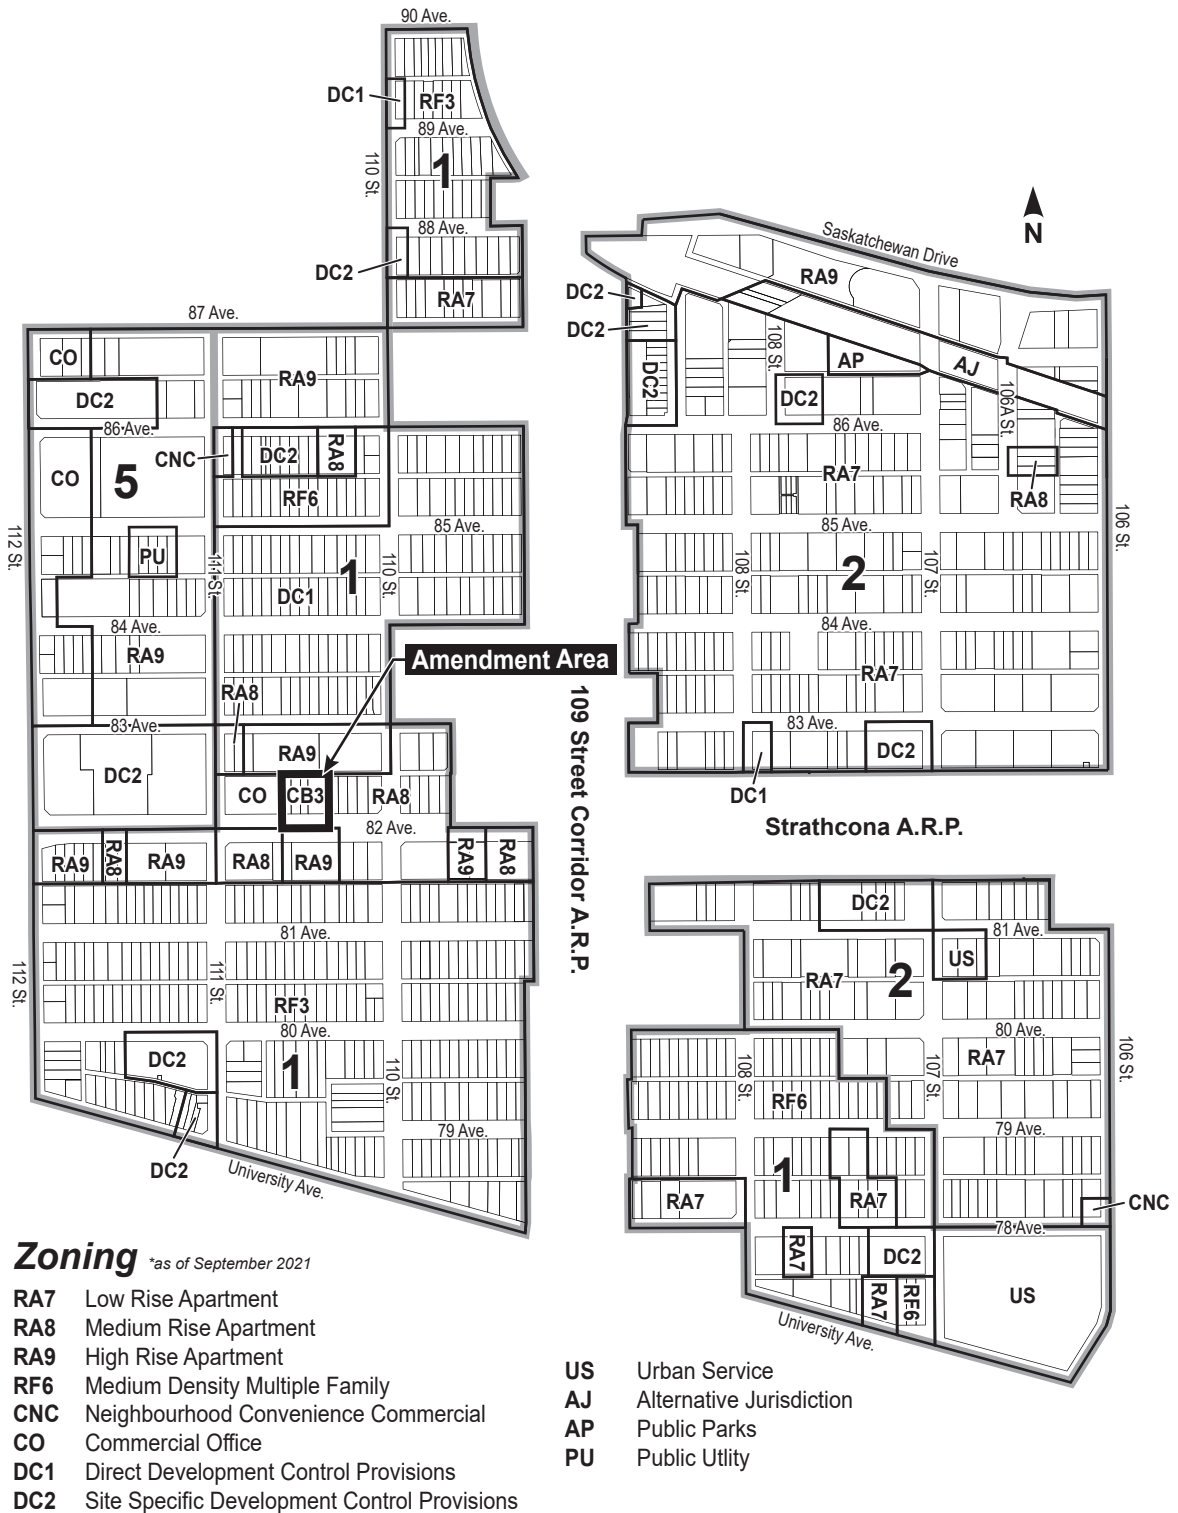 90 Ave.
DC1
RF3
89 Ave.
110 St.
1
88 Ave.
DC2
RA7
87 Ave.
CO
RA9
DC2
86 Ave.
CNC
DC2
RA8
CO
5
RF6
85 Ave.
112 St.
PU
111 St.
1
110 St.
DC1
84 Ave.
RA9
Amendment Area
RA8
83 Ave.
RA9
DC2
CO
CB3
RA8
82 Ave.
RA9
RA8
RA9
RA8
RA9
RA9
RA8
81 Ave.
112 St.
111 St.
RF3
80 Ave.
DC2
1
110 St.
79 Ave.
DC2
University Ave.
109 Street Corridor A.R.P.
N
Saskatchewan Drive
RA9
DC2
DC2
108 St.
AP
AJ
DC2
DC2
106A St.
86 Ave.
RA7
RA8
85 Ave.
106 St.
108 St.
2
107 St.
84 Ave.
RA7
83 Ave.
DC2
DC1
Strathcona A.R.P.
DC2
81 Ave.
US
RA7
2
80 Ave.
108 St.
107 St.
RA7
106 St.
RF6
79 Ave.
1
RA7
RA7
CNC
78 Ave.
RA7
DC2
RA7
RF6
US
University Ave.
Zoning *as of September 2021
RA7 Low Rise Apartment
RA8 Medium Rise Apartment
RA9 High Rise Apartment
RF6 Medium Density Multiple Family
CNC Neighbourhood Convenience Commercial
CO Commercial Office
DC1 Direct Development Control Provisions
DC2 Site Specific Development Control Provisions
US Urban Service
AJ Alternative Jurisdiction
AP Public Parks
PU Public Utlity